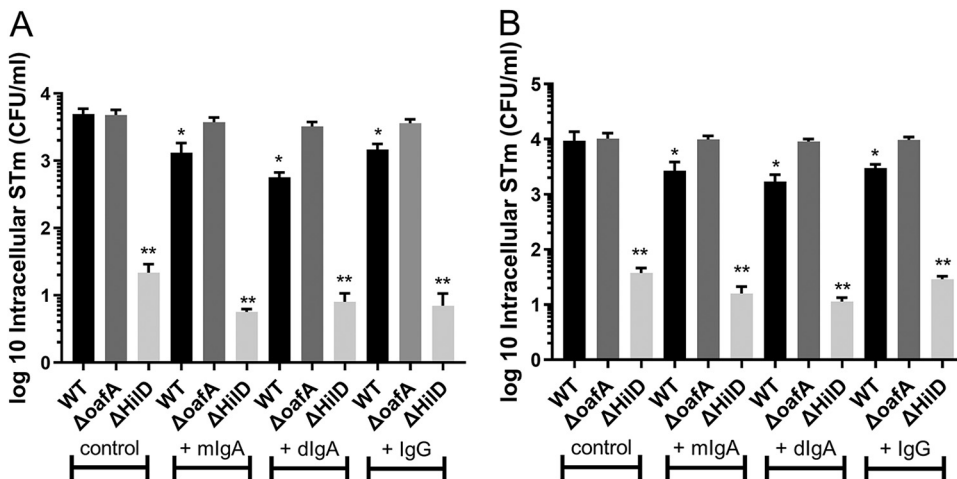 A
log 10 Intracellular STm (CFU/ml)
4
3
2
1
0
*
*
*
**
**
**
**
WT
ΔoafA
ΔHilD
WT
ΔoafA
ΔHilD
WT
ΔoafA
ΔHilD
WT
ΔoafA
ΔHilD
control
+ mIgA
+ dIgA
+ IgG
B
log 10 Intracellular STm (CFU/ml)
5
4
3
2
1
0
*
*
*
**
**
**
**
WT
ΔoafA
ΔHilD
WT
ΔoafA
ΔHilD
WT
ΔoafA
ΔHilD
WT
ΔoafA
ΔHilD
control
+ mIgA
+ dIgA
+ IgG